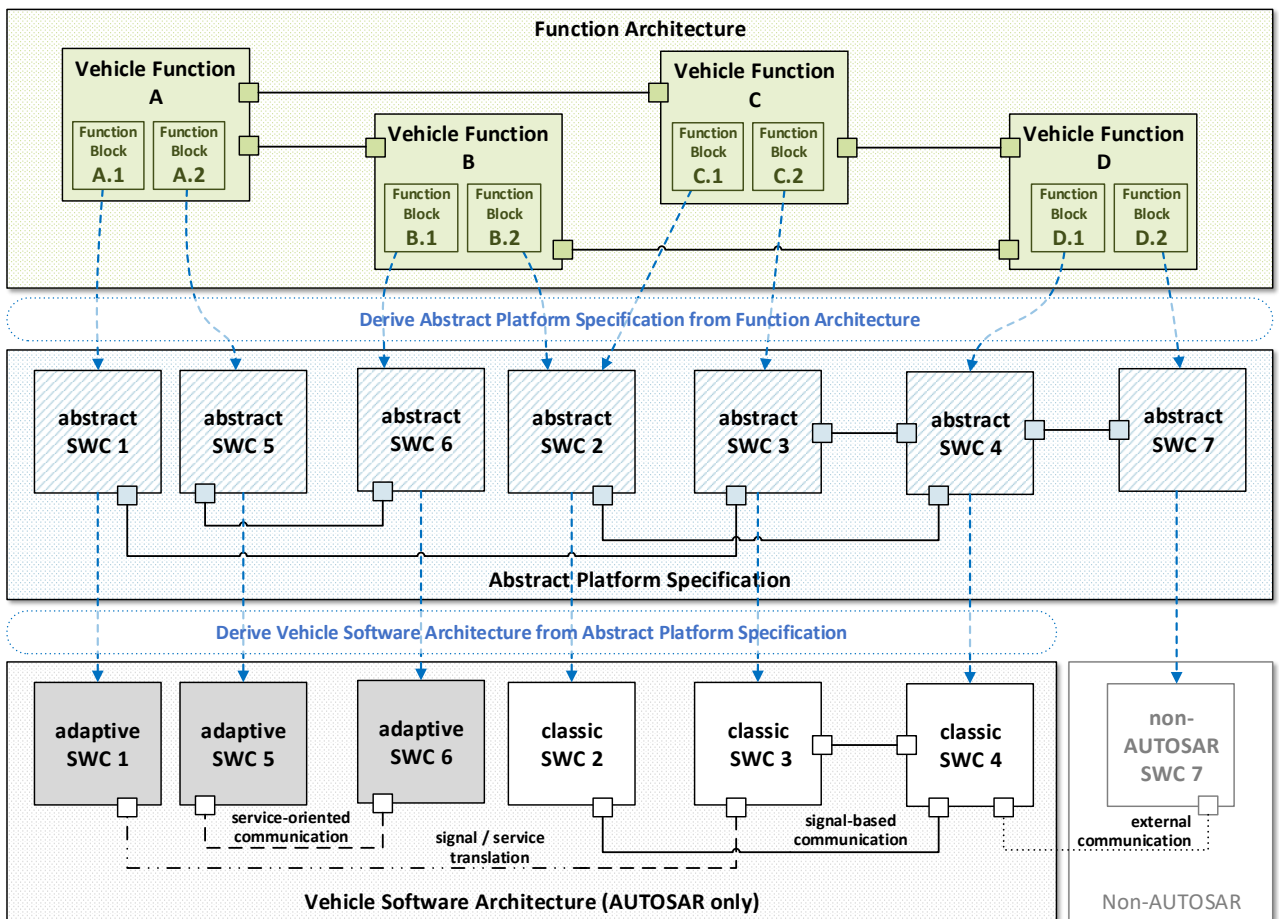 Function Architecture
Vehicle Function
A
Function
Block
A.1
Function
Block
A.2
Vehicle Function
B
Function
Block
B.1
Function
Block
B.2
Vehicle Function
C
Function
Block
C.1
Function
Block
C.2
Vehicle Function
D
Function
Block
D.1
Function
Block
D.2
Derive Abstract Platform Specification from Function Architecture
abstract
SWC 1
abstract
SWC 5
abstract
SWC 6
abstract
SWC 2
abstract
SWC 3
abstract
SWC 4
abstract
SWC 7
Abstract Platform Specification
Derive Vehicle Software Architecture from Abstract Platform Specification
adaptive
SWC 1
adaptive
SWC 5
adaptive
SWC 6
classic
SWC 2
classic
SWC 3
classic
SWC 4
non-
AUTOSAR
SWC 7
service-oriented
communication
signal / service
translation
signal-based
communication
external
communication
Vehicle Software Architecture (AUTOSAR only)
Non-AUTOSAR